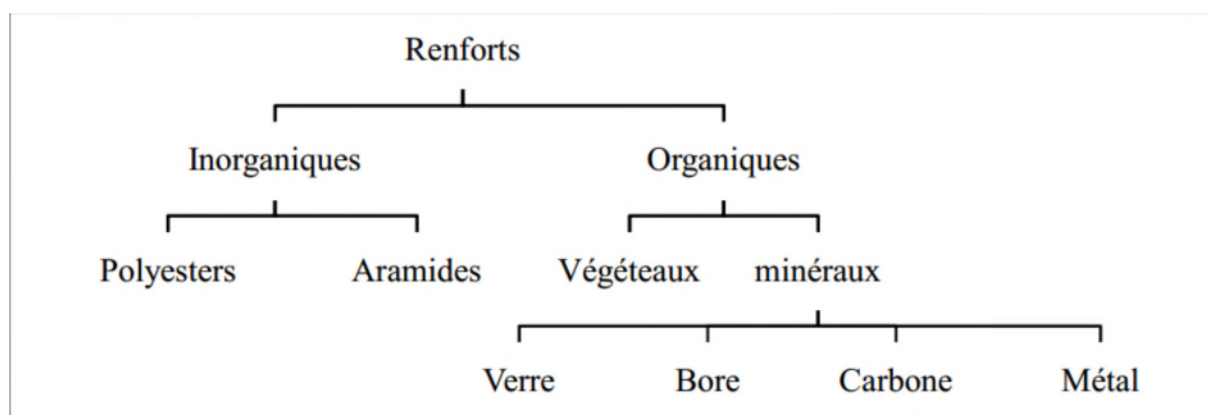 Renforts
Inorganiques Organiques
Polyesters Aramides Végéteaux minéraux
Verre Bore Carbone Métal